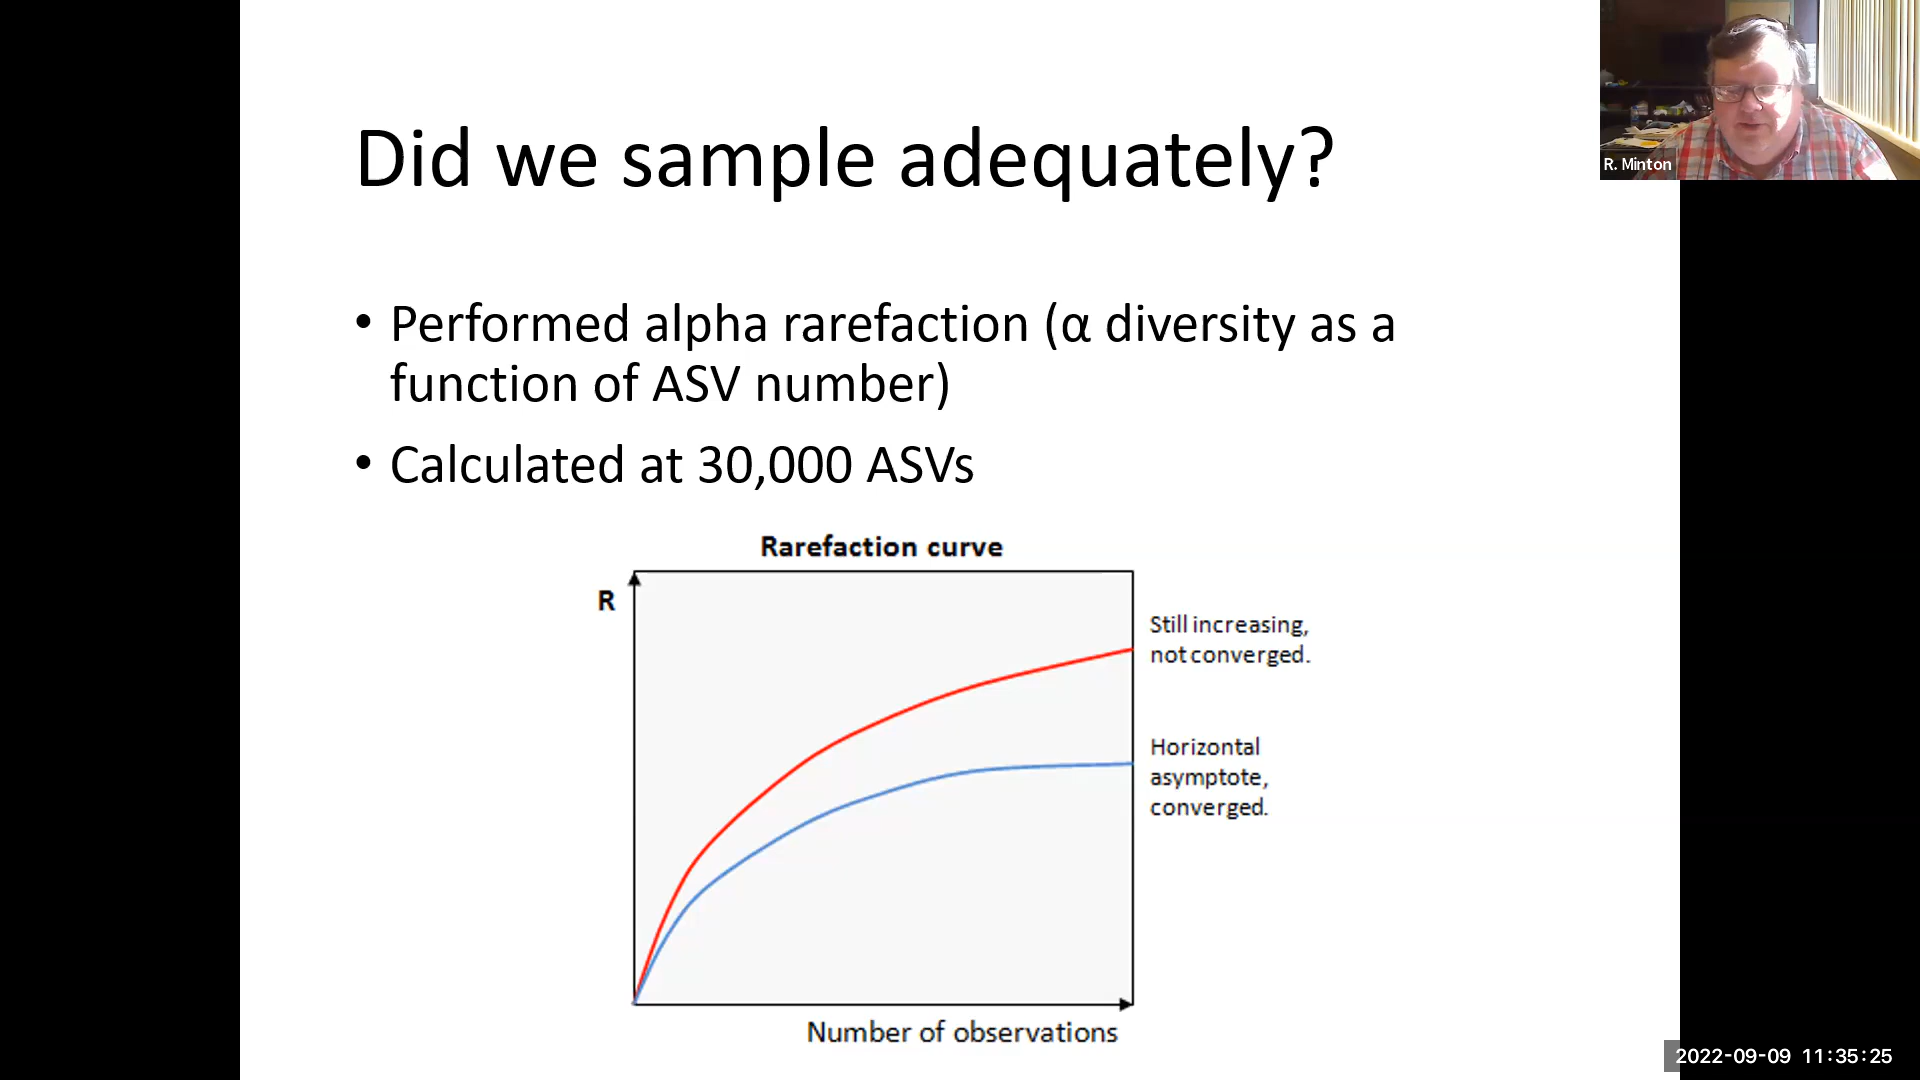 Did we sample adequately?
• Performed alpha rarefaction (α diversity as a
function of ASV number)
• Calculated at 30,000 ASVs
Rarefaction curve
R
Still increasing,
not converged.
Horizontal
asymptote,
converged.
Number of observations
R. Minton
2022-09-09 11:35:25